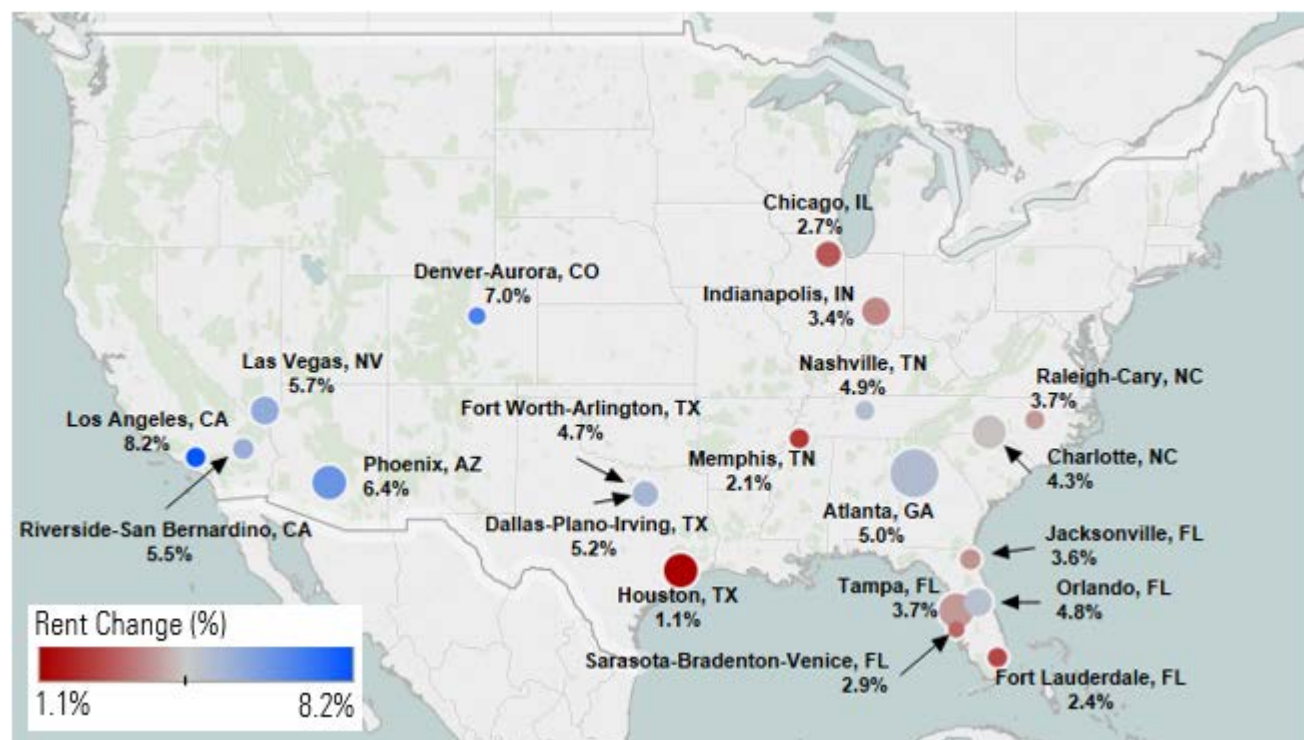 Chicago, IL
2.7%
Denver-Aurora, CO
7.0%
Indianapolis, IN
3.4%
Las Vegas, NV
5.7%
Nashville, TN
4.9%
Raleigh-Cary, NC
3.7%
Los Angeles, CA
8.2%
Fort Worth-Arlington, TX
4.7%
Phoenix, AZ
6.4%
Memphis, TN
2.1%
Charlotte, NC
4.3%
Riverside-San Bernardino, CA
5.5%
Dallas-Plano-Irving, TX
5.2%
Atlanta, GA
5.0%
Jacksonville, FL
3.6%
Houston, TX
1.1%
Tampa, FL
3.7%
Orlando, FL
4.8%
Sarasota-Bradenton-Venice, FL
2.9%
Fort Lauderdale, FL
2.4%
Rent Change (%)
1.1% 8.2%